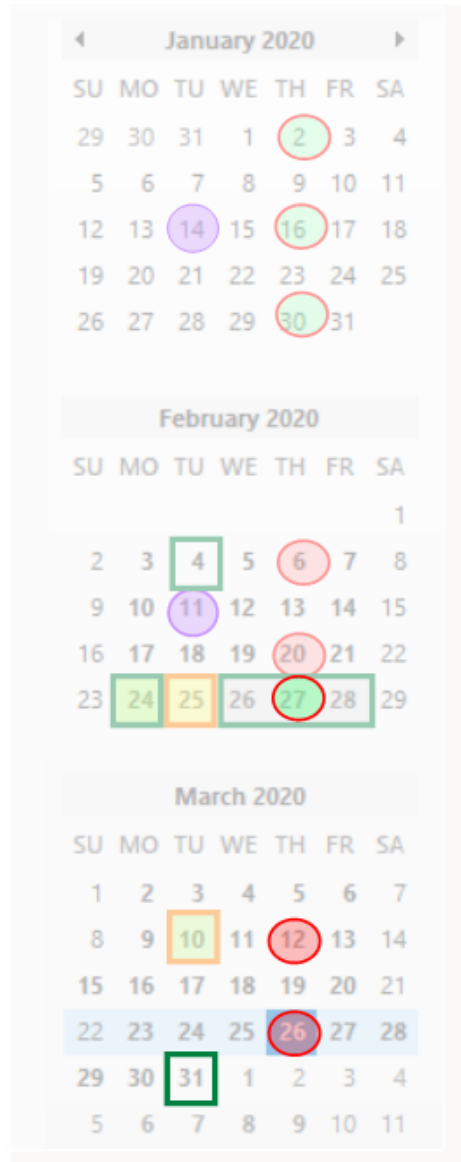 January 2020
SU MO TU WE TH FR SA
29 30 31 1 2 3 4
5 6 7 8 9 10 11
12 13 14 15 16 17 18
19 20 21 22 23 24 25
26 27 28 29 30 31
February 2020
SU MO TU WE TH FR SA
1
2 3 4 5 6 7 8
9 10 11 12 13 14 15
16 17 18 19 20 21 22
23 24 25 26 27 28 29
March 2020
SU MO TU WE TH FR SA
1 2 3 4 5 6 7
8 9 10 11 12 13 14
15 16 17 18 19 20 21
22 23 24 25 26 27 28
29 30 31 1 2 3 4
5 6 7 8 9 10 11